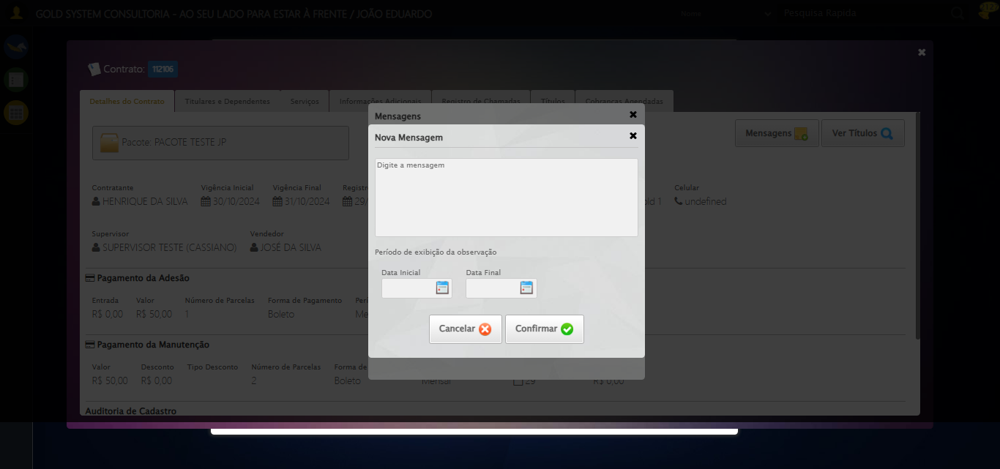 GOLD SYSTEM CONSULTORIA - AO SEU LADO PARA ESTAR À FRENTE / JOÃO EDUARDO
Nome
Pesquisa Rapida
Contrato: 112106
Detalhes do Contrato Titulares e Dependentes Serviços Informações Adicionais Registro de Chamadas Títulos Cobranças Agendadas
Mensagens
Nova Mensagem
Digite a mensagem
Período de exibição da observação
Data Inicial Data Final
Cancelar Confirmar
Pacote: PACOTE TESTE JP
Mensagens Ver Títulos
Contratante Vigência Inicial Vigência Final Registr Celular
HENRIQUE DA SILVA 30/10/2024 31/10/2024 29/ old 1 undefined
Supervisor Vendedor
SUPERVISOR TESTE (CASSIANO) JOSÉ DA SILVA
Pagamento da Adesão
Entrada Valor Número de Parcelas Forma de Pagamento Peri
R$ 0,00 R$ 50,00 1 Boleto Me
Pagamento da Manutenção
Valor Desconto Tipo Desconto Número de Parcelas Forma de
R$ 50,00 R$ 0,00 2 Boleto Mensal 29 R$ 0,00
Auditoria de Cadastro